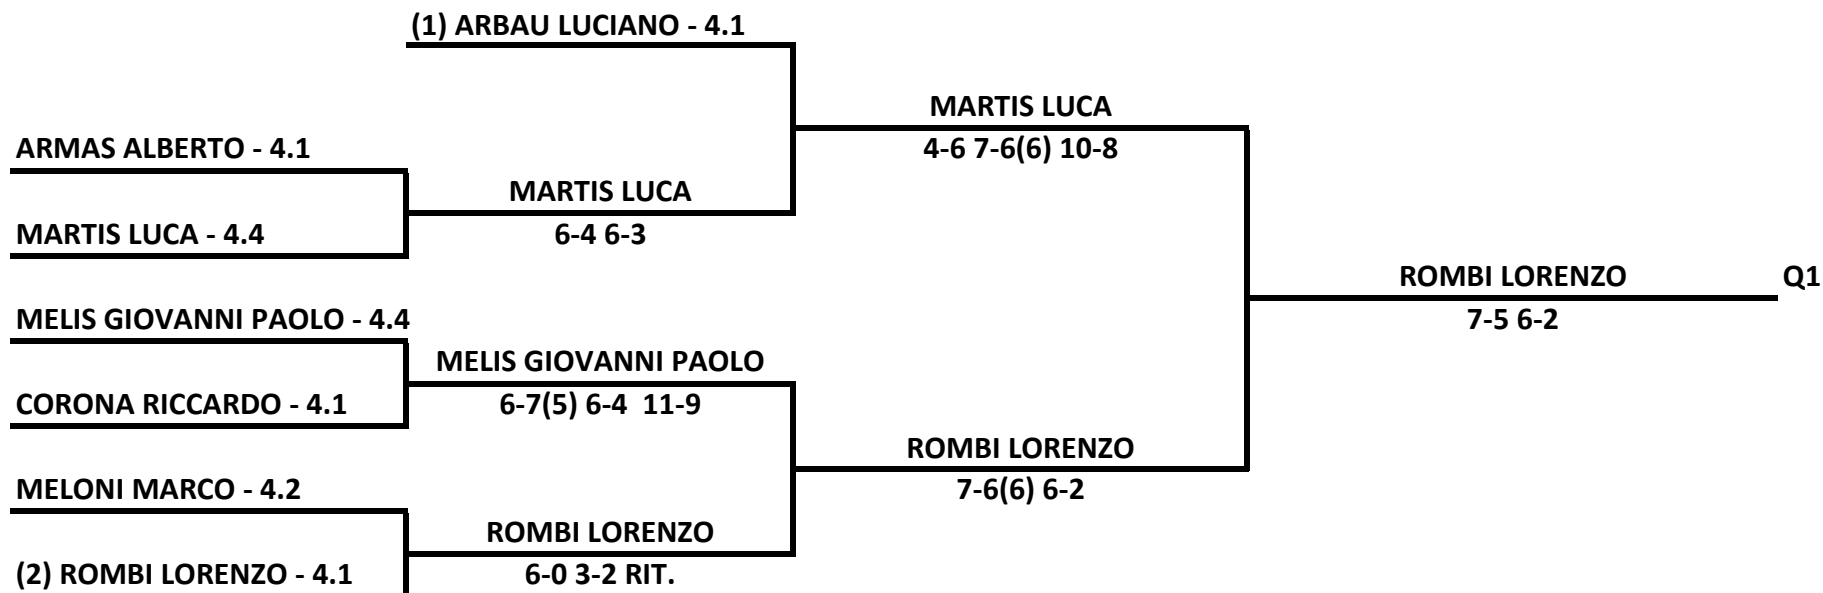 (1) ARBAU LUCIANO - 4.1
MARTIS LUCA
4-6 7-6(6) 10-8
ARMAS ALBERTO - 4.1
MARTIS LUCA
6-4 6-3
MARTIS LUCA - 4.4
ROMBI LORENZO
Q1
7-5 6-2
MELIS GIOVANNI PAOLO - 4.4
MELIS GIOVANNI PAOLO
6-7(5) 6-4  11-9
CORONA RICCARDO - 4.1
ROMBI LORENZO
7-6(6) 6-2
MELONI MARCO - 4.2
ROMBI LORENZO
6-0 3-2 RIT.
(2) ROMBI LORENZO - 4.1